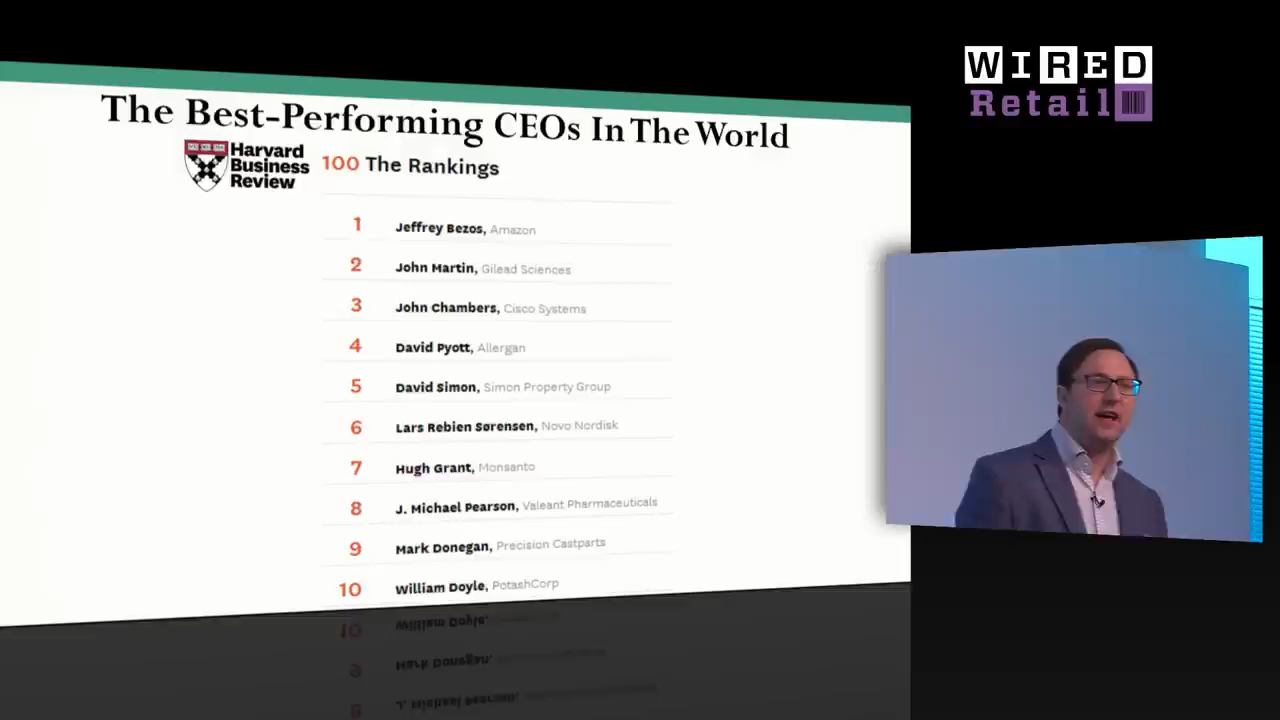 WIRED
Retail
The Best-Performing CEOs In The World
Harvard
Business
Review
100 The Rankings
1 Jeffrey Bezos, Amazon
2 John Martin, Gilead Sciences
3 John Chambers, Cisco Systems
4 David Pyott, Allergan
5 David Simon, Simon Property Group
6 Lars Rebien Sørensen, Novo Nordisk
7 Hugh Grant, Monsanto
8 J. Michael Pearson, Valeant Pharmaceuticals
9 Mark Donegan, Precision Castparts
10 William Doyle, PotashCorp